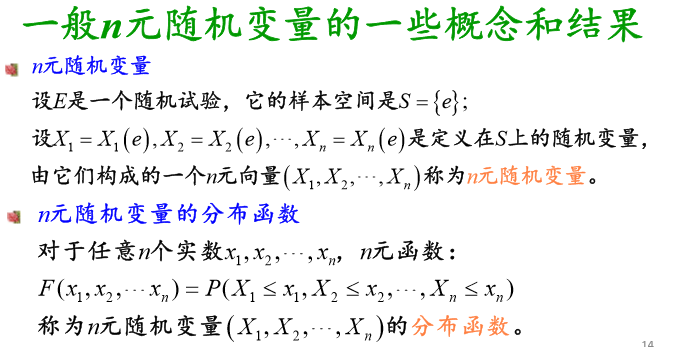 一般n元随机变量的一些概念和结果
n元随机变量
设E是一个随机试验，它的样本空间是S = {e};
设X₁ = X₁(e), X₂ = X₂(e), ⋯, Xₙ = Xₙ(e)是定义在S上的随机变量，
由它们构成的一个n元向量(X₁, X₂, ⋯, Xₙ)称为n元随机变量。
n元随机变量的分布函数
对于任意n个实数x₁, x₂, ⋯, xₙ，n元函数：
F(x₁, x₂, ⋯ xₙ) = P(X₁ ≤ x₁, X₂ ≤ x₂, ⋯, Xₙ ≤ xₙ)
称为n元随机变量(X₁, X₂, ⋯, Xₙ)的分布函数。
14